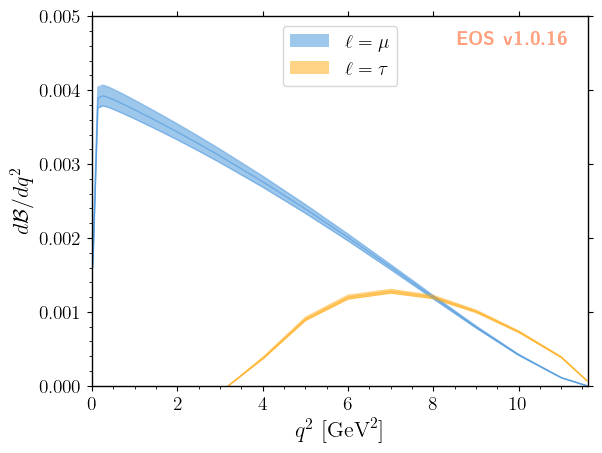 EOS v1.0.16
ℓ = μ
ℓ = τ
dℬ/dq²
0.005
0.004
0.003
0.002
0.001
0.000
0 2 4 6 8 10
q² [GeV²]